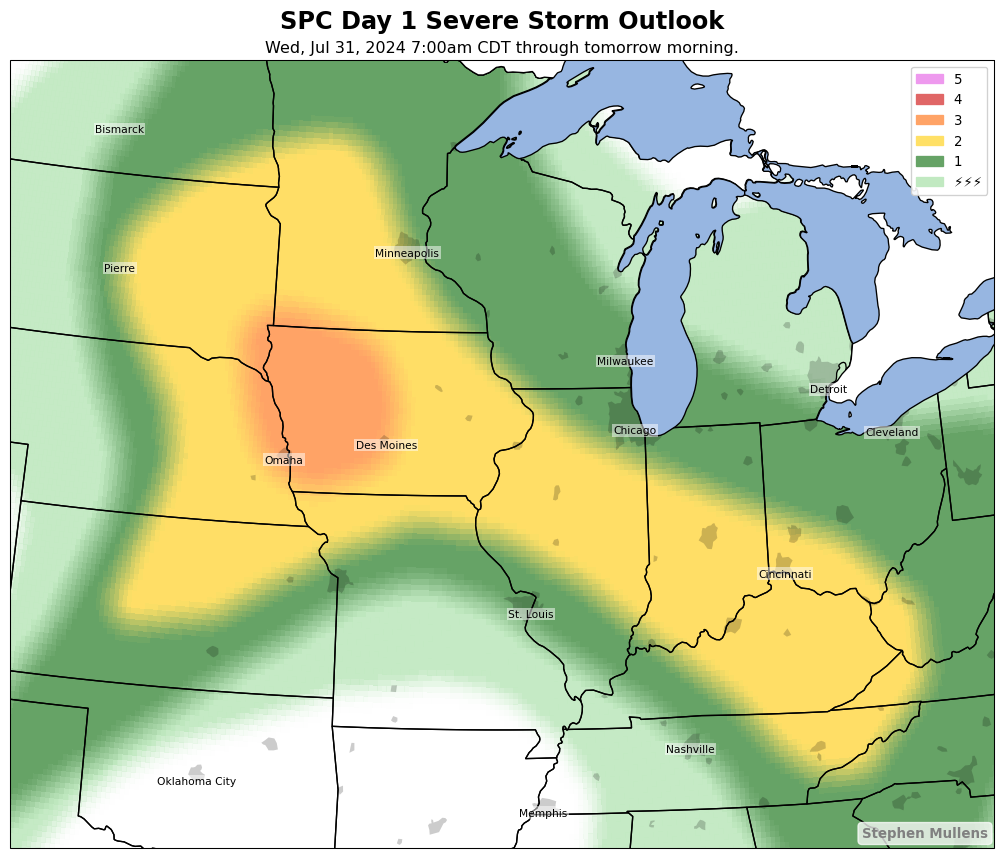 SPC Day 1 Severe Storm Outlook
Wed, Jul 31, 2024 7:00am CDT through tomorrow morning.
5
4
3
2
1
⚡⚡⚡
Bismarck
Minneapolis
Pierre
Milwaukee
Detroit
Chicago
Cleveland
Des Moines
Omaha
Cincinnati
St. Louis
Nashville
Oklahoma City
Memphis
Stephen Mullens